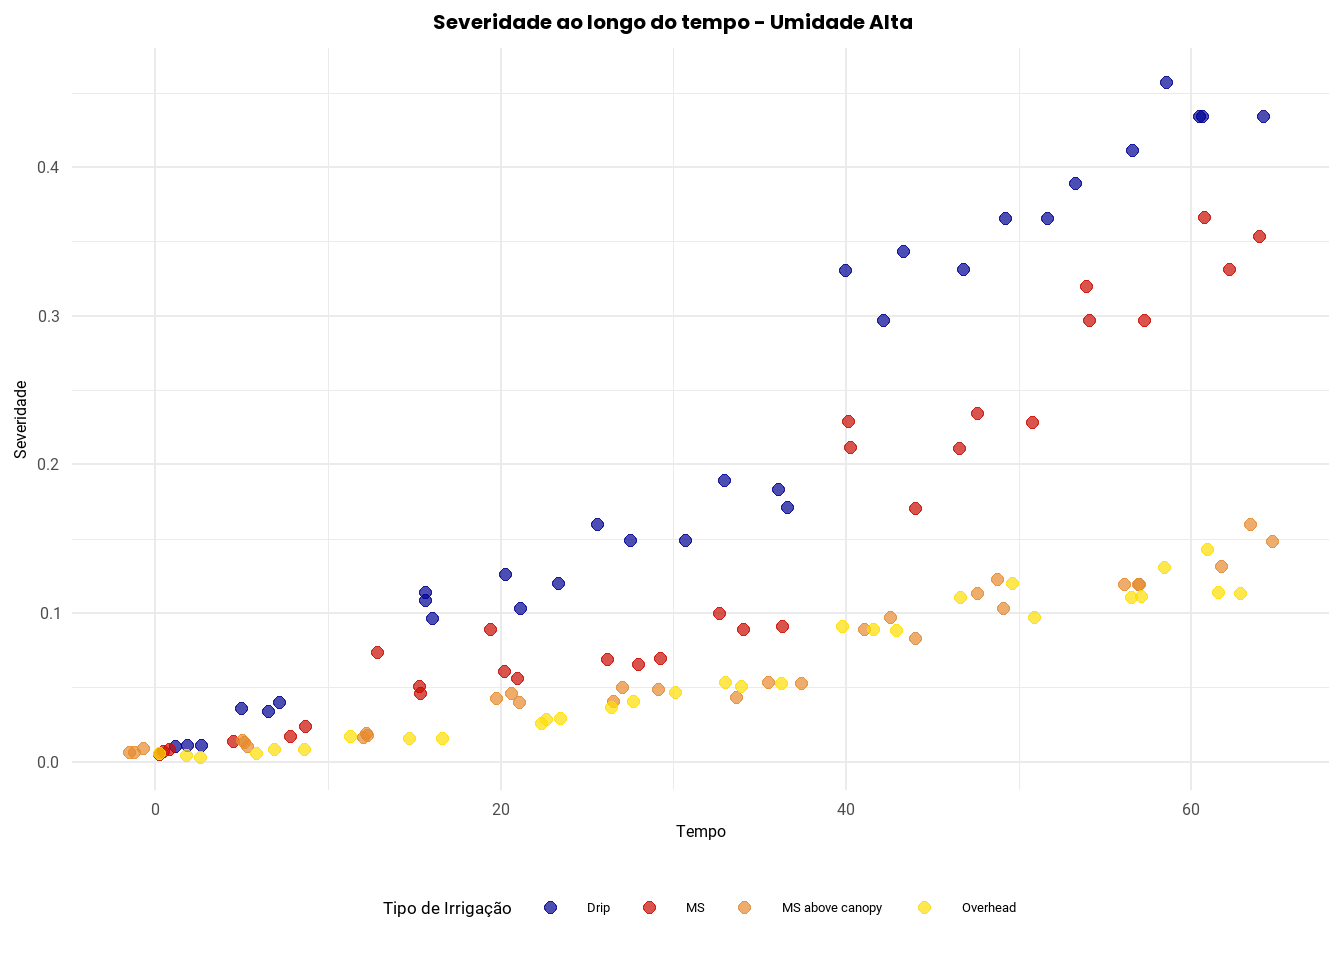 Severidade ao longo do tempo - Umidade Alta
Severidade
0.4
0.3
0.2
0.1
0.0
0 20 40 60
Tempo
Tipo de Irrigação Drip MS MS above canopy Overhead